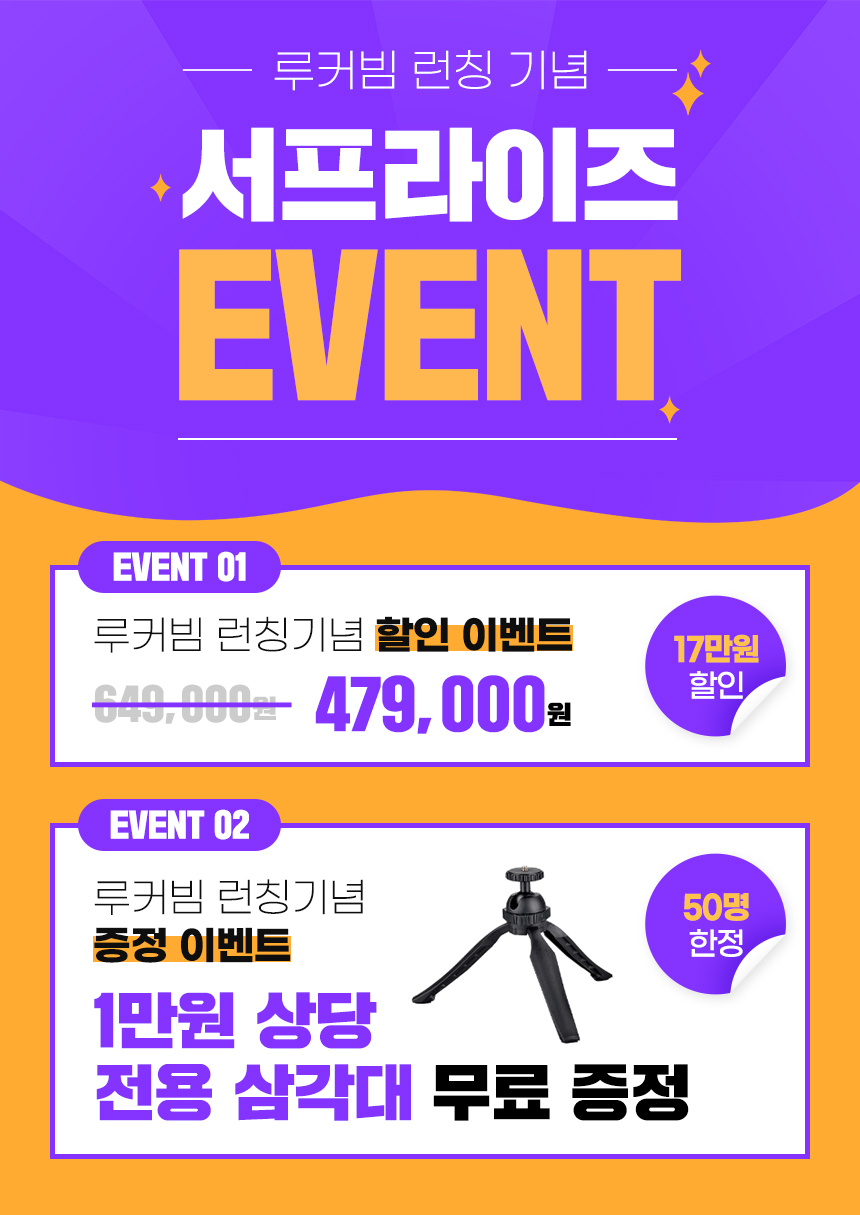 루커빔 런칭 기념
서프라이즈
EVENT
EVENT 01
루커빔 런칭기념 할인 이벤트
649,000원 479,000원
17만원
할인
EVENT 02
루커빔 런칭기념
증정 이벤트
50명
한정
1만원 상당
전용 삼각대 무료 증정